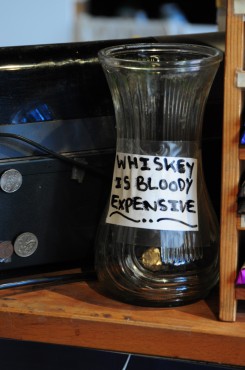 WHISKEY
IS BLOODY
EXPENSIVE
...